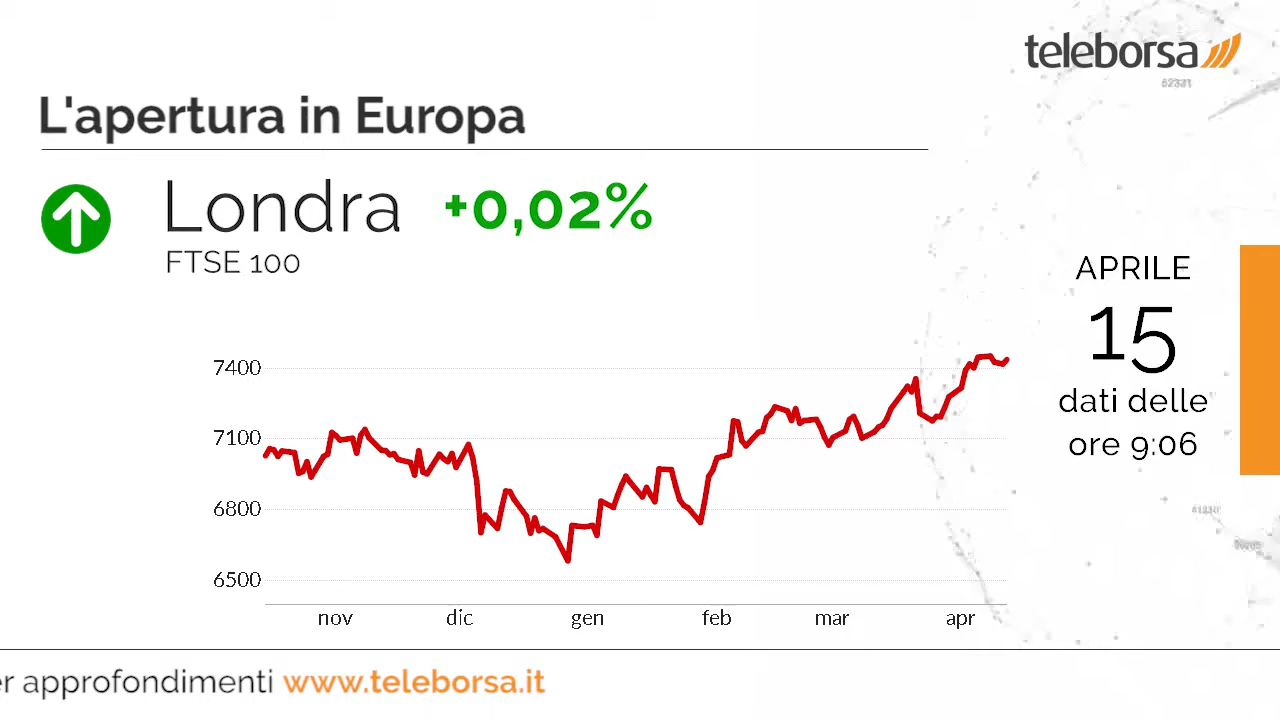 teleborsa
62331
L'apertura in Europa
Londra +0,02%
FTSE 100
APRILE
15
dati delle
ore 9:06
7400
7100
6800
6500
nov dic gen feb mar apr
er approfondimenti www.teleborsa.it